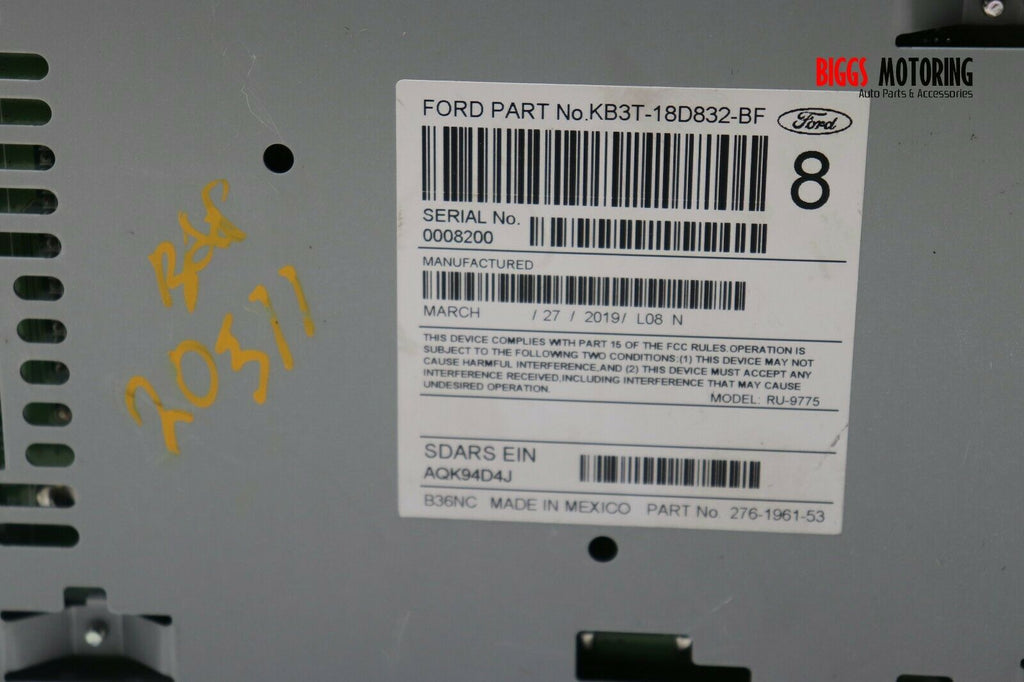 BIGGS MOTORING
Auto Parts & Accessories
FORD PART No.KB3T-18D832-BF
Ford
8
SERIAL No.
0008200
MANUFACTURED
MARCH / 27 / 2019/ L08 N
THIS DEVICE COMPLIES WITH PART 15 OF THE FCC RULES.OPERATION IS
SUBJECT TO THE FOLLOWING TWO CONDITIONS:(1) THIS DEVICE MAY NOT
CAUSE HARMFUL INTERFERENCE,AND (2) THIS DEVICE MUST ACCEPT ANY
INTERFERENCE RECEIVED,INCLUDING INTERFERENCE THAT MAY CAUSE
UNDESIRED OPERATION.
MODEL: RU-9775
SDARS EIN
AQK94D4J
B36NC MADE IN MEXICO PART No. 276-1961-53
20311